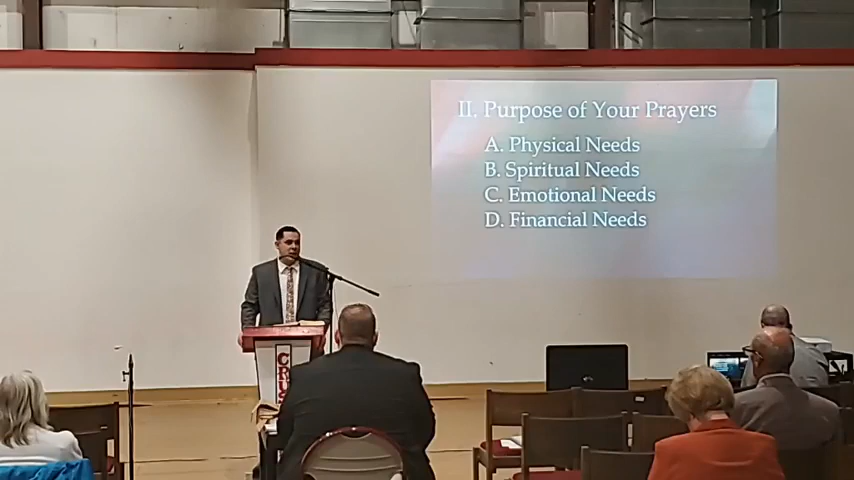 II. Purpose of Your Prayers
A. Physical Needs
B. Spiritual Needs
C. Emotional Needs
D. Financial Needs